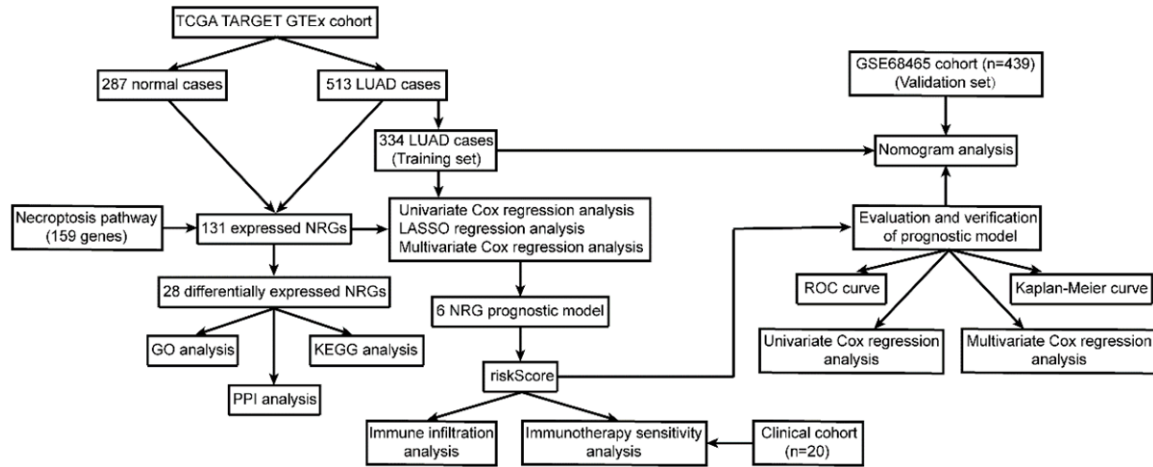 TCGA TARGET GTEx cohort
287 normal cases
513 LUAD cases
GSE68465 cohort (n=439)
(Validation set)
334 LUAD cases
(Training set)
Nomogram analysis
Necroptosis pathway
(159 genes)
131 expressed NRGs
Univariate Cox regression analysis
LASSO regression analysis
Multivariate Cox regression analysis
Evaluation and verification
of prognostic model
28 differentially expressed NRGs
ROC curve
Kaplan-Meier curve
6 NRG prognostic model
GO analysis
KEGG analysis
Univariate Cox regression
analysis
Multivariate Cox regression
analysis
PPI analysis
riskScore
Immune infiltration
analysis
Immunotherapy sensitivity
analysis
Clinical cohort
(n=20)